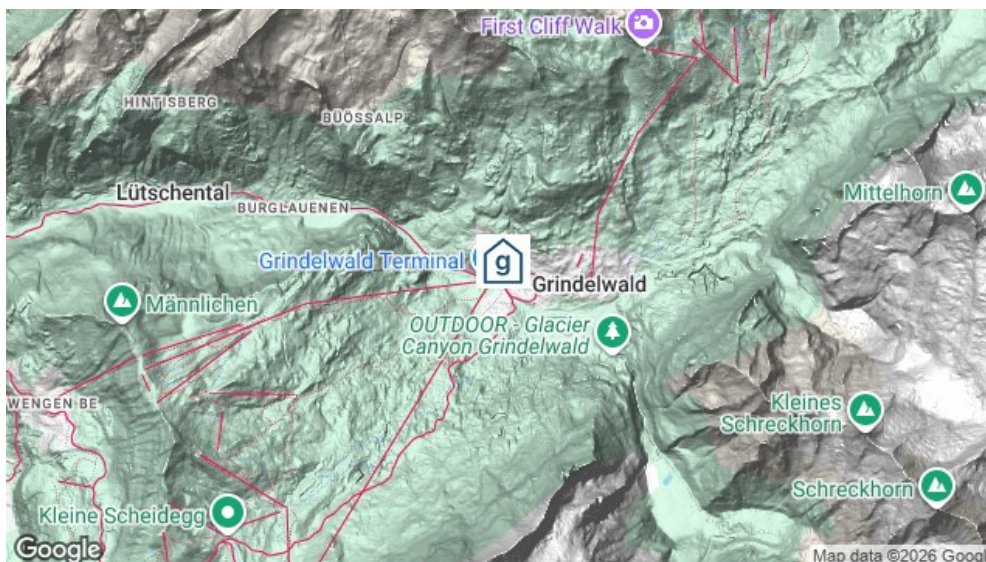 First Cliff Walk
HINTISBERG
BÜÖSSALP
Lütschental
BURGLAUENEN
Mittelhorn
Grindelwald Terminal
g
Grindelwald
Männlichen
OUTDOOR - Glacier
Canyon Grindelwald
WENGEN BE
Kleines
Schreckhorn
Schreckhorn
Kleine Scheidegg
Google
Map data ©2026 Googl